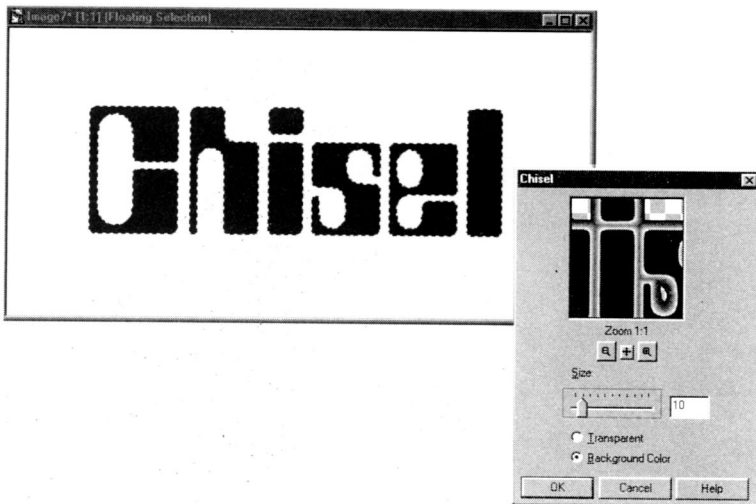 Image7* [1:1] (Floating Selection)
Chisel
Chisel
Zoom 1:1
Size
10
Transparent
Background Color
OK
Cancel
Help